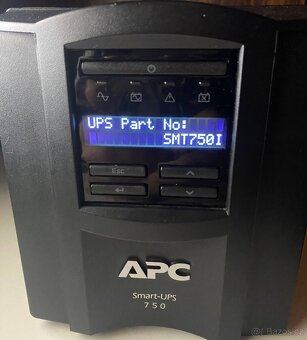 UPS Part No:
SMT750I
Esc
APC
Smart-UPS
750